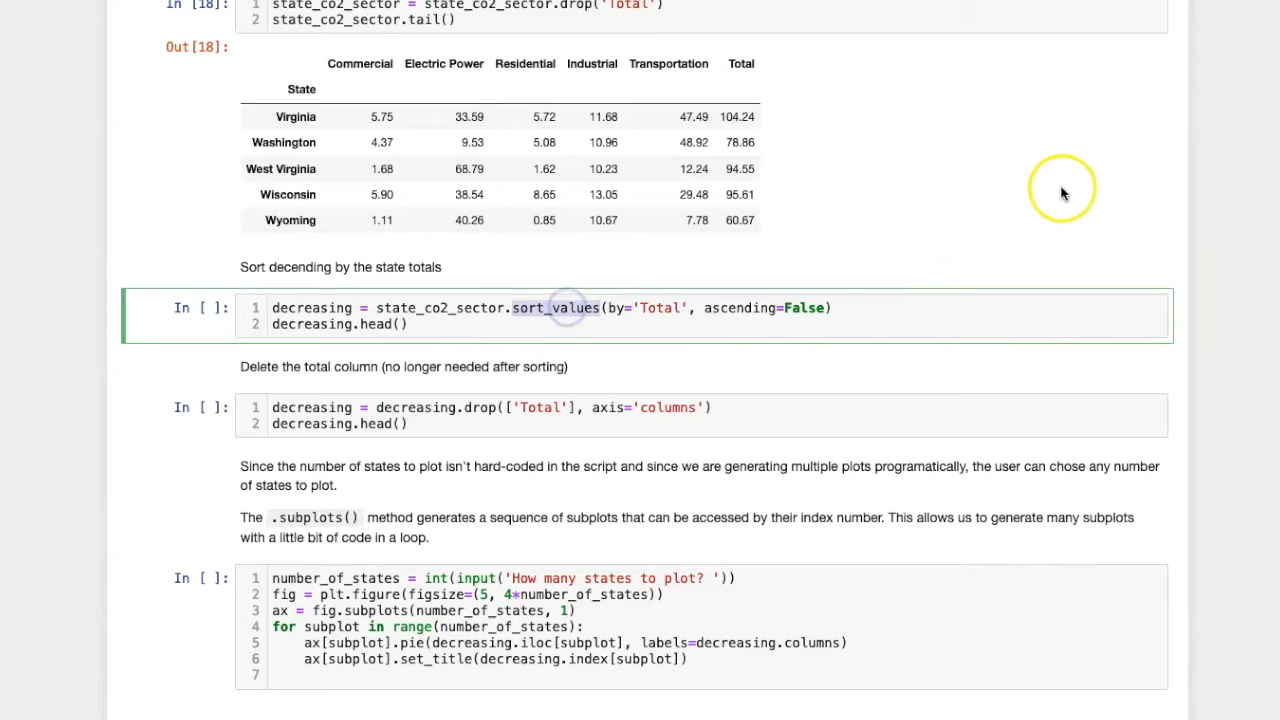 In [18]: 1 state_co2_sector = state_co2_sector.drop('Total')
2 state_co2_sector.tail()
Out[18]:
Commercial Electric Power Residential Industrial Transportation Total
State
Virginia 5.75 33.59 5.72 11.68 47.49 104.24
Washington 4.37 9.53 5.08 10.96 48.92 78.86
West Virginia 1.68 68.79 1.62 10.23 12.24 94.55
Wisconsin 5.90 38.54 8.65 13.05 29.48 95.61
Wyoming 1.11 40.26 0.85 10.67 7.78 60.67
Sort decending by the state totals
In [ ]: 1 decreasing = state_co2_sector.sort_values(by='Total', ascending=False)
2 decreasing.head()
Delete the total column (no longer needed after sorting)
In [ ]: 1 decreasing = decreasing.drop(['Total'], axis='columns')
2 decreasing.head()
Since the number of states to plot isn't hard-coded in the script and since we are generating multiple plots programatically, the user can chose any number
of states to plot.
The .subplots() method generates a sequence of subplots that can be accessed by their index number. This allows us to generate many subplots
with a little bit of code in a loop.
In [ ]: 1 number_of_states = int(input('How many states to plot? '))
2 fig = plt.figure(figsize=(5, 4*number_of_states))
3 ax = fig.subplots(number_of_states, 1)
4 for subplot in range(number_of_states):
5 ax[subplot].pie(decreasing.iloc[subplot], labels=decreasing.columns)
6 ax[subplot].set_title(decreasing.index[subplot])
7